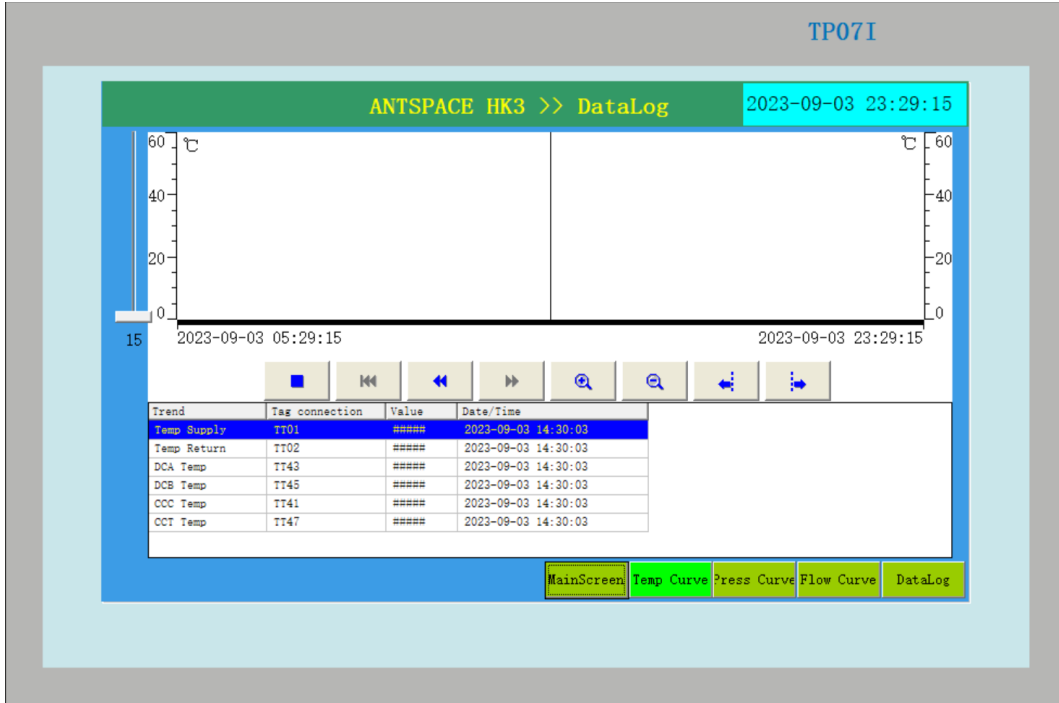 TP07I
ANTSPACE HK3 >> DataLog
2023-09-03 23:29:15
60 ℃ ℃ 60
40 40
20 20
0 0
15
2023-09-03 05:29:15 2023-09-03 23:29:15
Trend Tag connection Value Date/Time
Temp Supply TT01 ##### 2023-09-03 14:30:03
Temp Return TT02 ##### 2023-09-03 14:30:03
DCA Temp TT43 ##### 2023-09-03 14:30:03
DCB Temp TT45 ##### 2023-09-03 14:30:03
CCC Temp TT41 ##### 2023-09-03 14:30:03
CCT Temp TT47 ##### 2023-09-03 14:30:03
MainScreen Temp Curve Press Curve Flow Curve DataLog